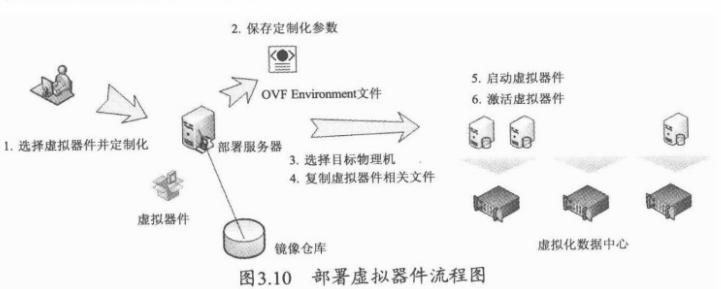 2. 保存定制化参数
OVF Environment文件
5. 启动虚拟器件
6. 激活虚拟器件
1. 选择虚拟器件并定制化
部署服务器
3. 选择目标物理机
4. 复制虚拟器件相关文件
虚拟器件
镜像仓库
虚拟化数据中心
图3.10 部署虚拟器件流程图